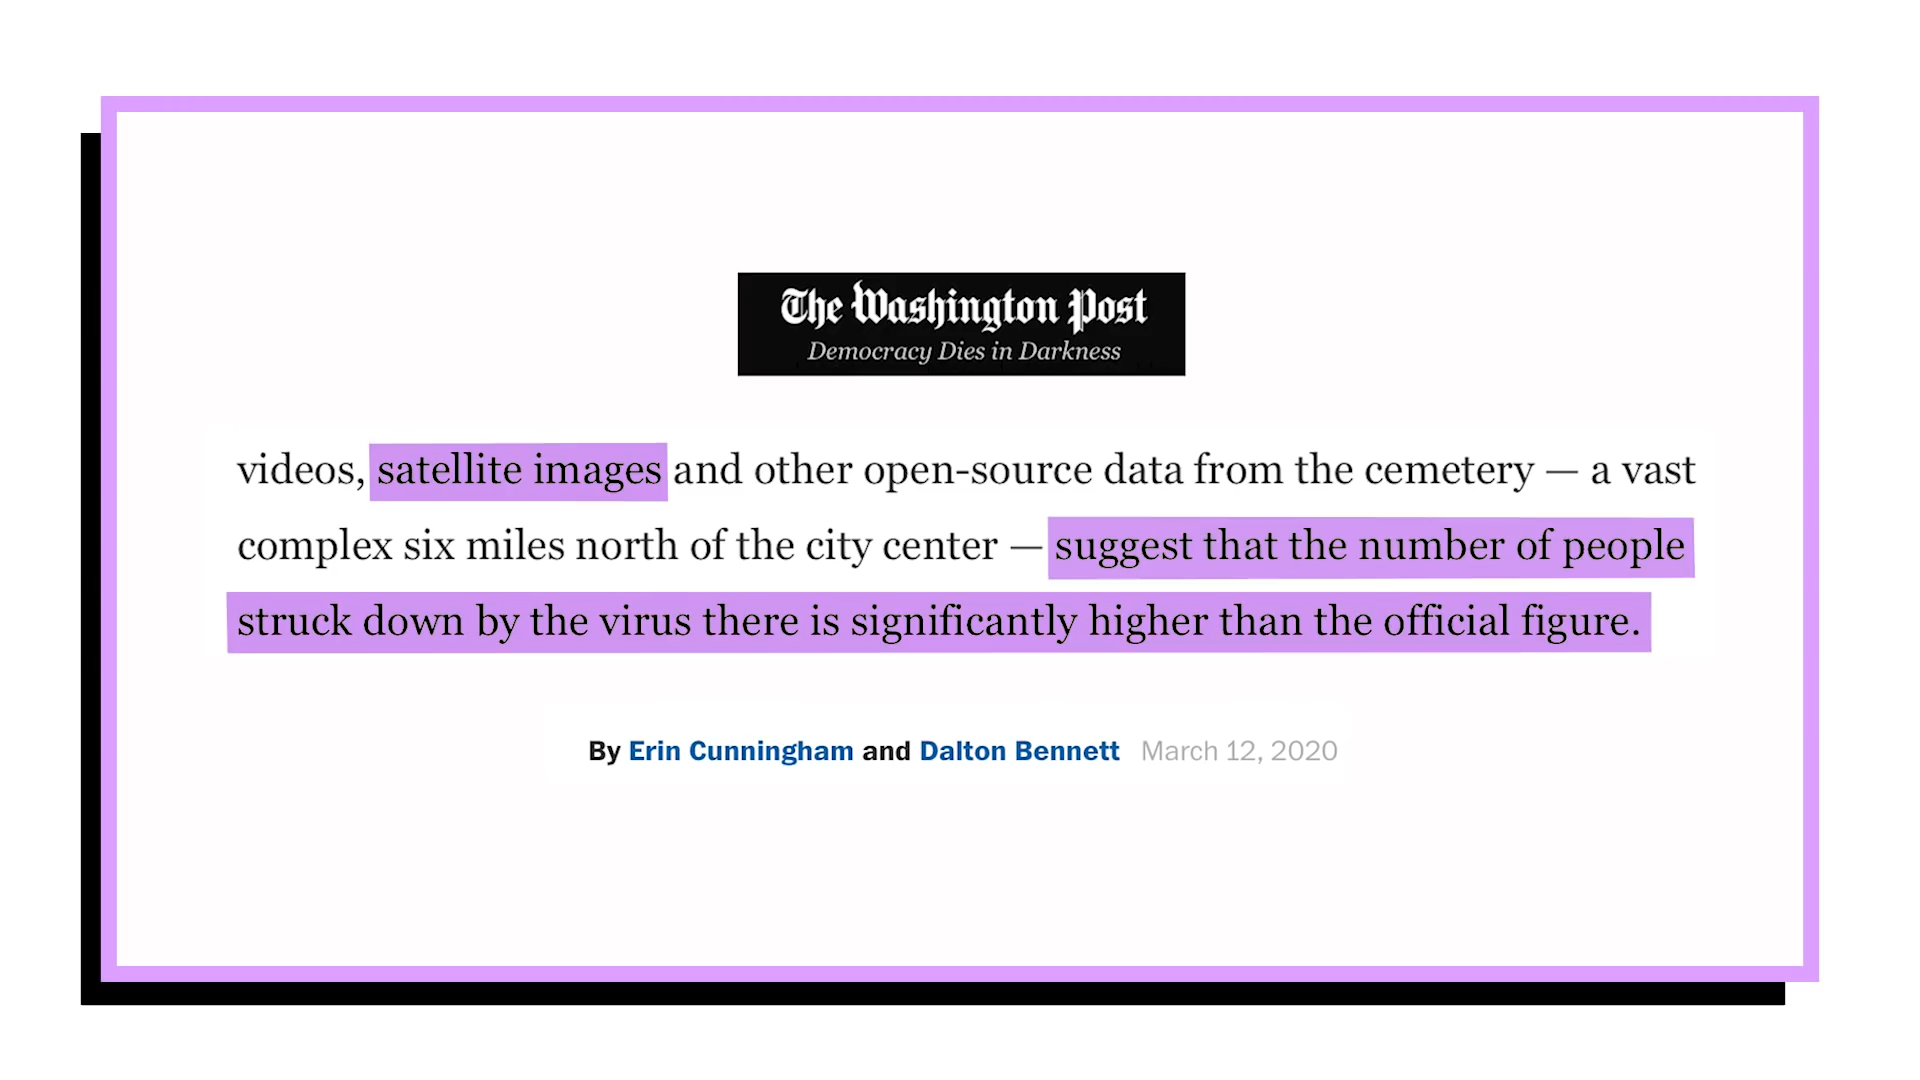 The Washington Post
Democracy Dies in Darkness
videos, satellite images and other open-source data from the cemetery — a vast
complex six miles north of the city center — suggest that the number of people
struck down by the virus there is significantly higher than the official figure.
By Erin Cunningham and Dalton Bennett March 12, 2020